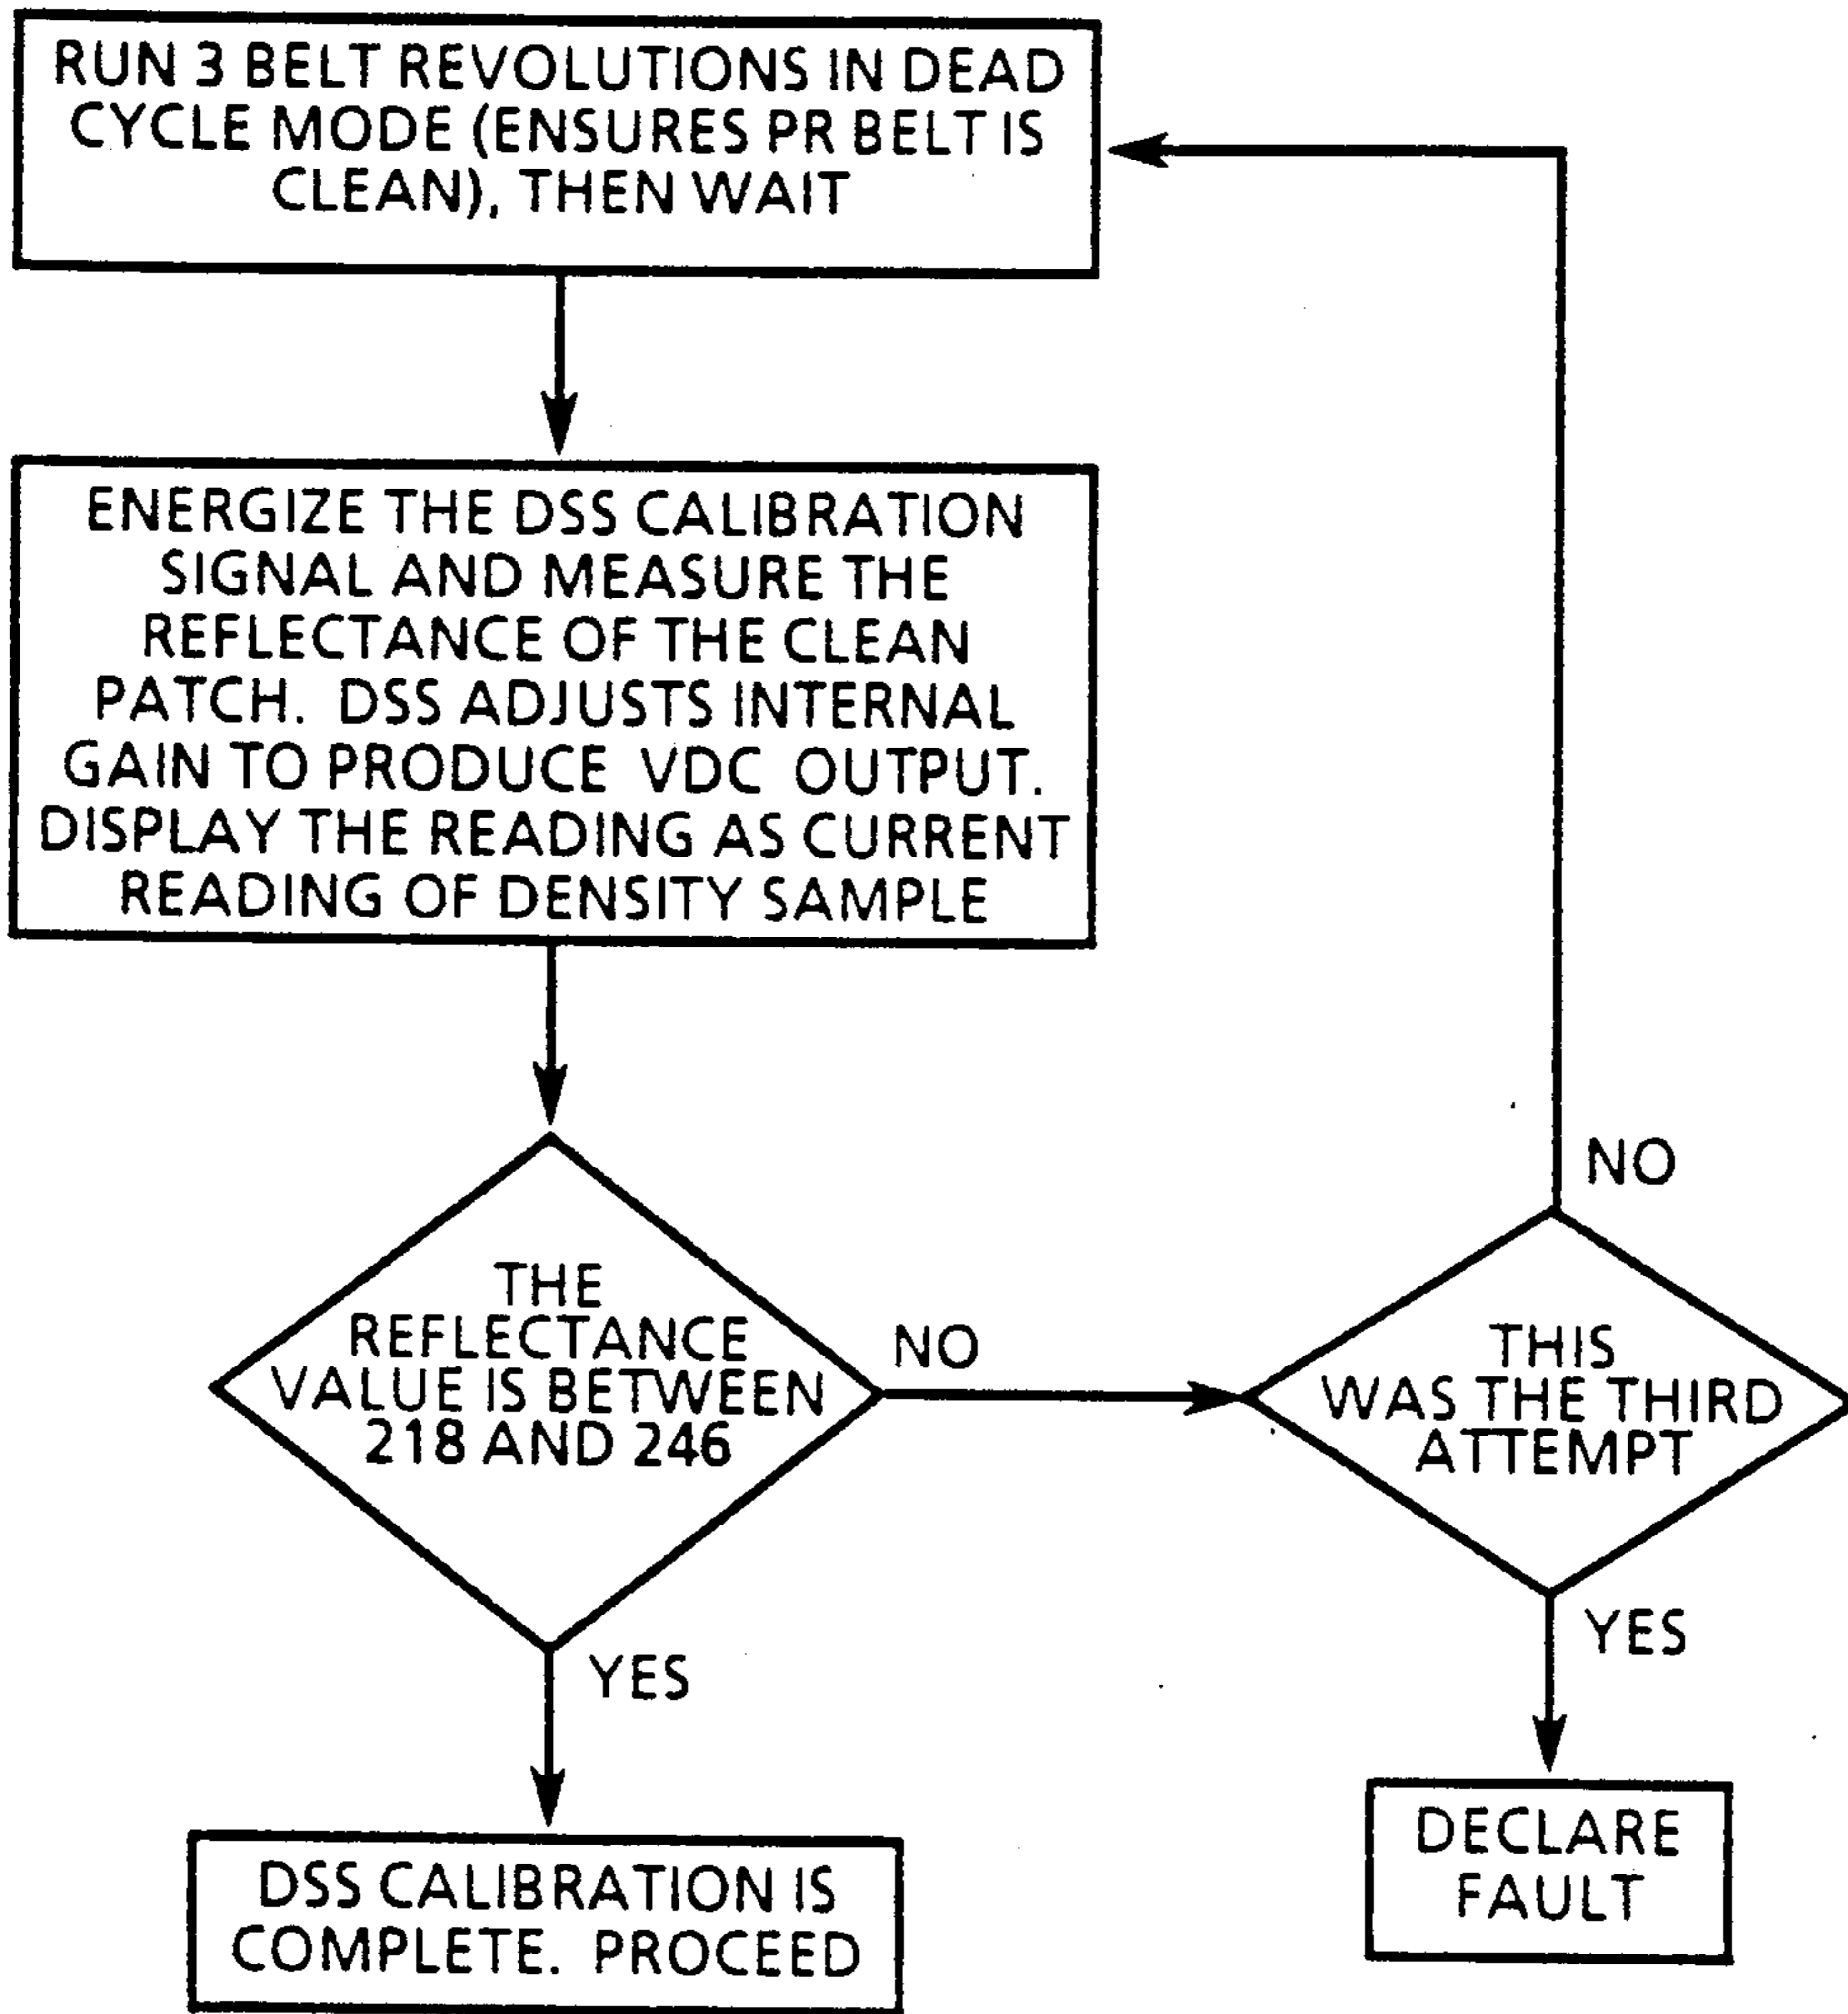 RUN 3 BELT REVOLUTIONS IN DEAD
CYCLE MODE (ENSURES PR BELT IS
CLEAN), THEN WAIT
ENERGIZE THE DSS CALIBRATION
SIGNAL AND MEASURE THE
REFLECTANCE OF THE CLEAN
PATCH. DSS ADJUSTS INTERNAL
GAIN TO PRODUCE VDC OUTPUT.
DISPLAY THE READING AS CURRENT
READING OF DENSITY SAMPLE
THE
REFLECTANCE
VALUE IS BETWEEN
218 AND 246
NO
THIS
WAS THE THIRD
ATTEMPT
NO
YES
DECLARE
FAULT
YES
DSS CALIBRATION IS
COMPLETE. PROCEED